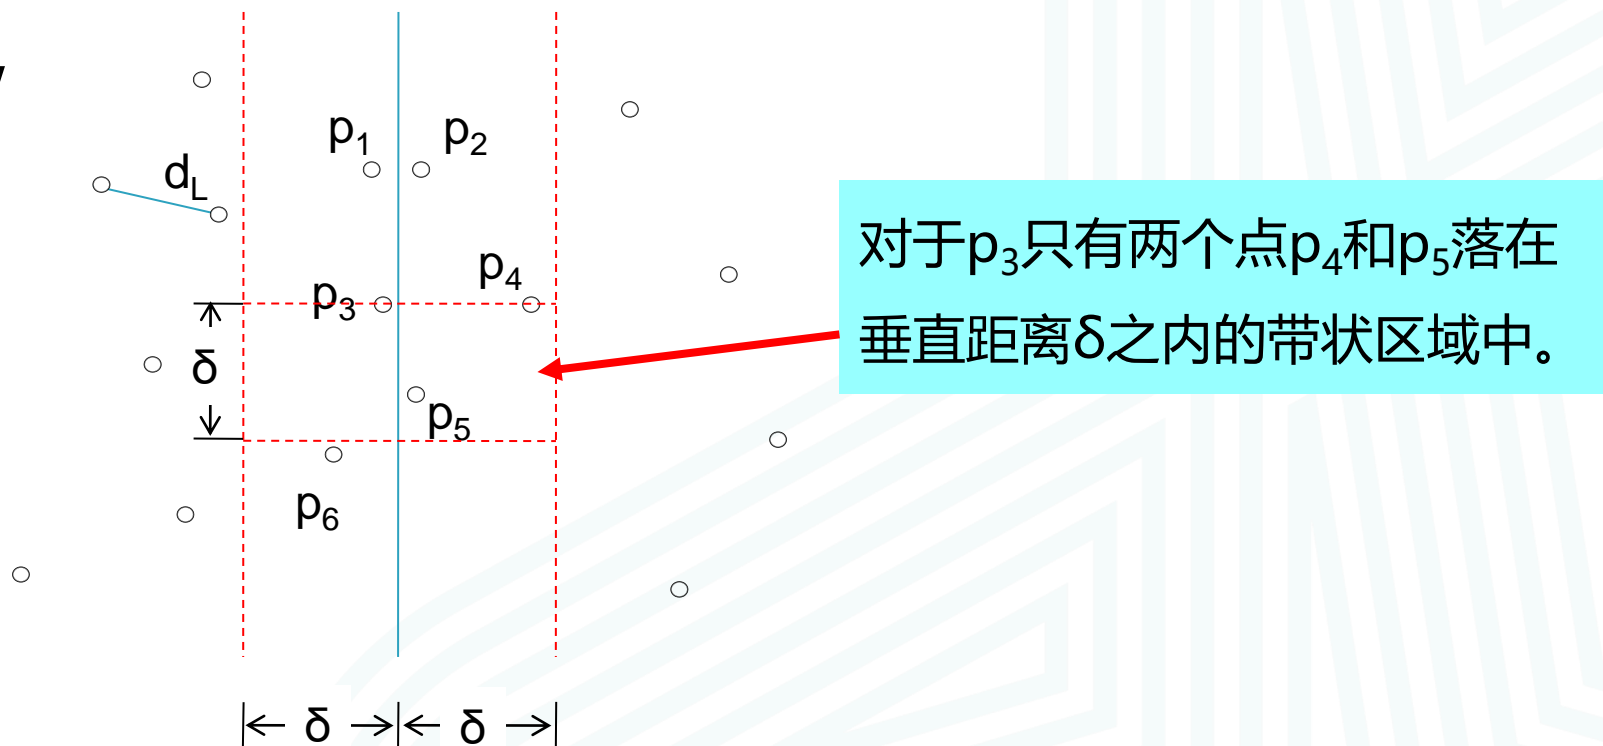 p₁
p₂
d_L
p₄
p₃
δ
p₅
p₆
δ
δ
对于p₃只有两个点p₄和p₅落在
垂直距离δ之内的带状区域中。